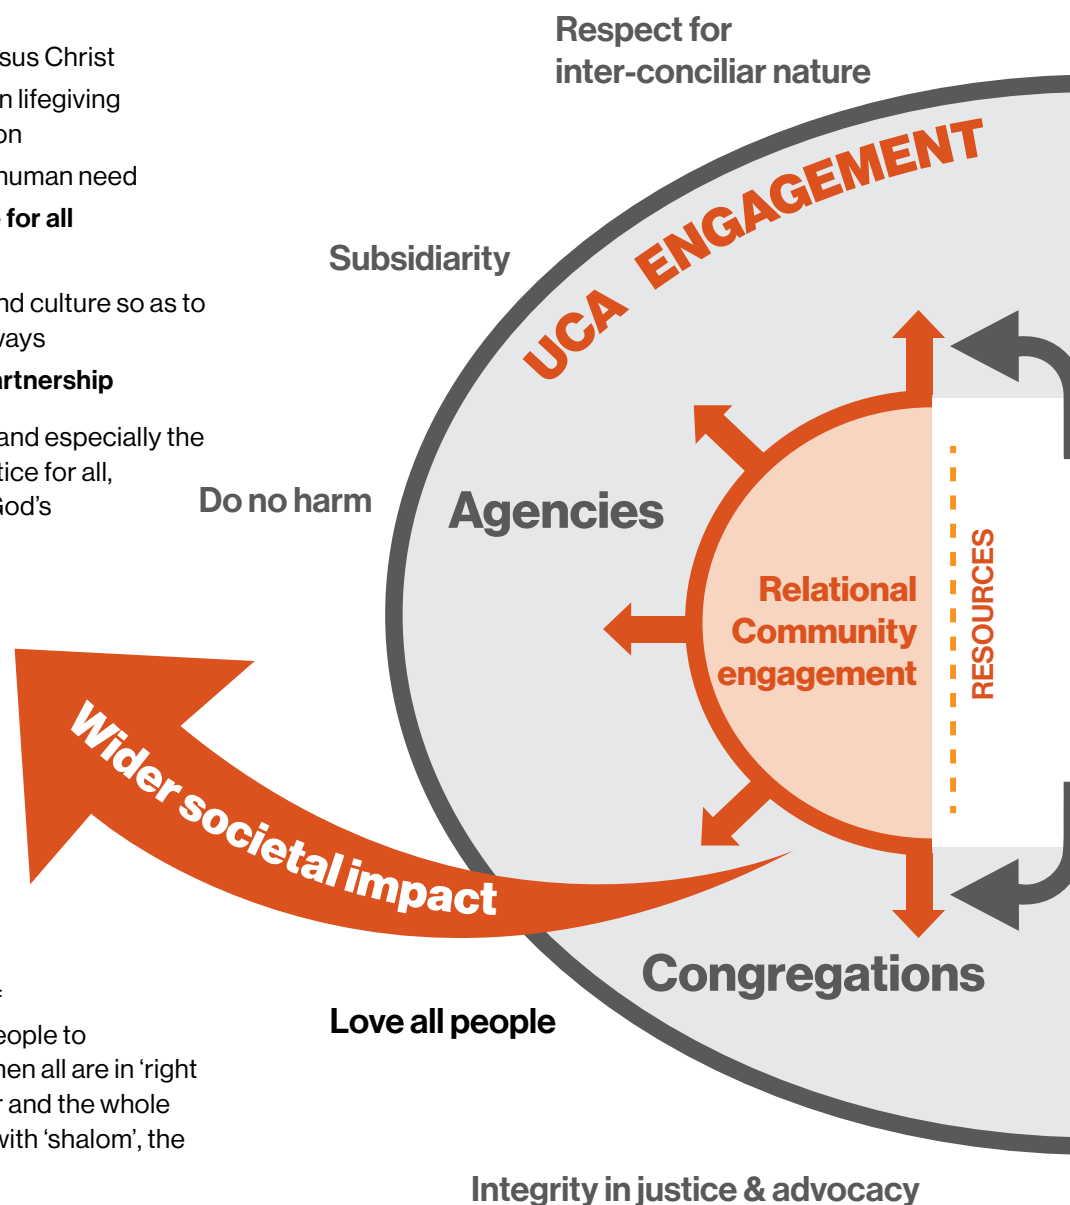 sus Christ
n lifegiving
on
human need
for all
nd culture so as to
ways
artnership
and especially the
tice for all,
God's
eople to
hen all are in ‘right
r and the whole
with ‘shalom’, the
Respect for
inter-conciliar nature
Subsidiarity
Do no harm
Love all people
Integrity in justice & advocacy
UCA ENGAGEMENT
Agencies
Relational
Community
engagement
RESOURCES
Congregations
Wider societal impact